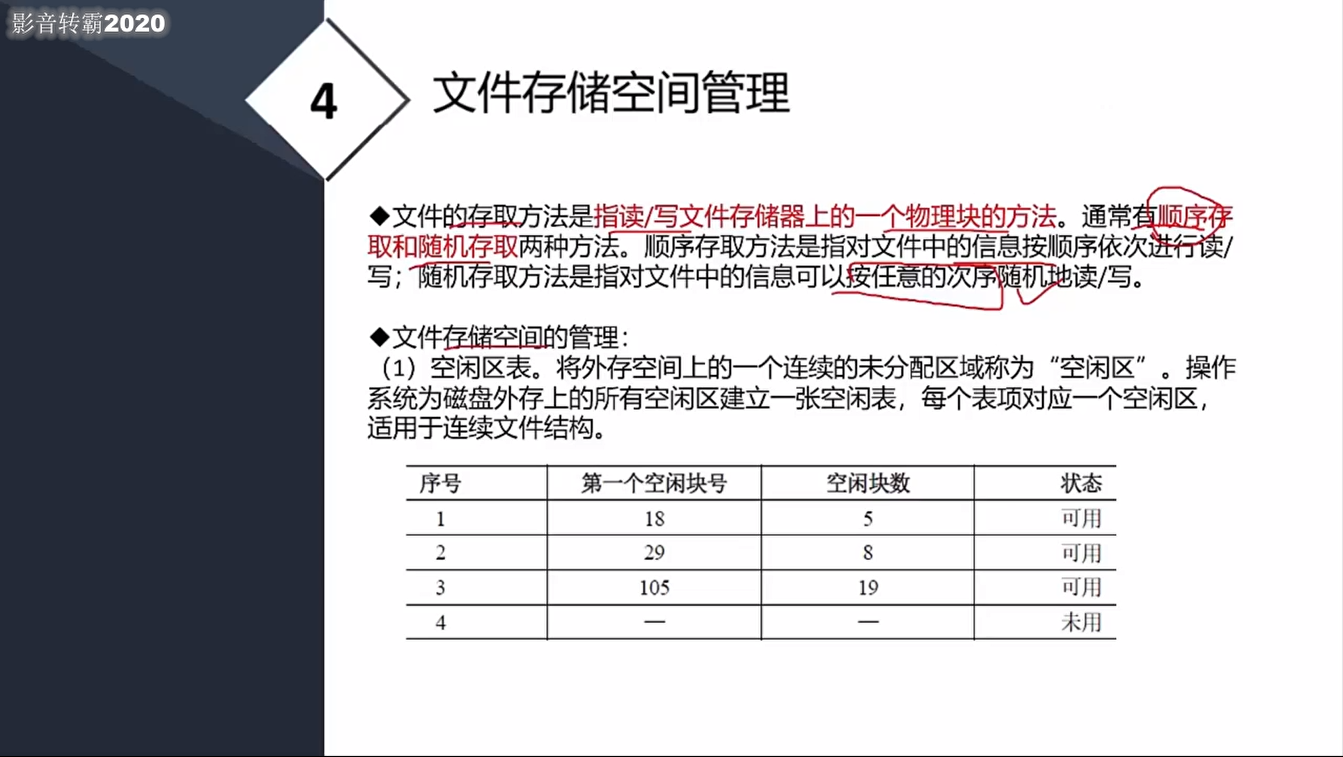 影音转霸2020
4
文件存储空间管理
◆文件的存取方法是指读/写文件存储器上的一个物理块的方法。通常有顺序存
取和随机存取两种方法。顺序存取方法是指对文件中的信息按顺序依次进行读/
写；随机存取方法是指对文件中的信息可以按任意的次序随机地读/写。
◆文件存储空间的管理：
（1）空闲区表。将外存空间上的一个连续的未分配区域称为“空闲区”。操作
系统为磁盘外存上的所有空闲区建立一张空闲表，每个表项对应一个空闲区，
适用于连续文件结构。
序号 第一个空闲块号 空闲块数 状态
1 18 5 可用
2 29 8 可用
3 105 19 可用
4 — — 未用